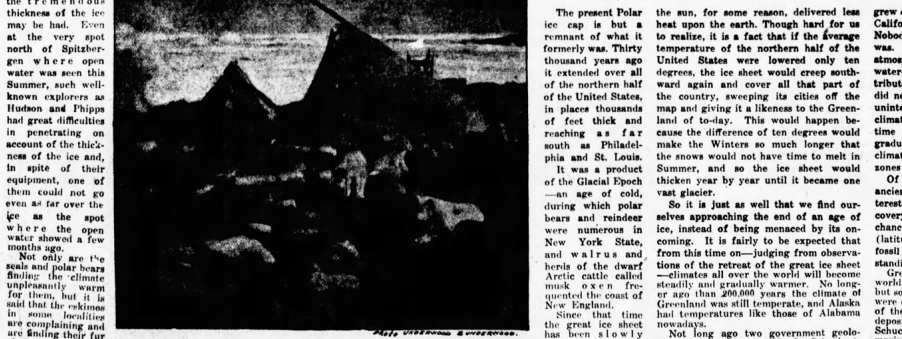 the tremendous
thickness of the ice
may be had. Even
at the very spot
north of Spitzber-
gen where open
water was seen this
Summer, such well-
known explorers as
Hudson and Phipps
had great difficulties
in penetrating on
account of the thick-
ness of the ice and,
in spite of their
equipment, one of
them could not go
even as far over the
ice as the spot
where the open
water showed a few
months ago.
Not only are the
seals and polar bears
finding the climate
unpleasantly warm
for them, but it is
said that the eskimos
in some localities
are complaining and
are finding their fur
PHOTO UNDERWOOD & UNDERWOOD.
The present Polar
ice cap is but a
remnant of what it
formerly was. Thirty
thousand years ago
it extended over all
of the northern half
of the United States,
in places thousands
of feet thick and
reaching as far
south as Philadel-
phia and St. Louis.
It was a product
of the Glacial Epoch
—an age of cold,
during which polar
bears and reindeer
were numerous in
New York State,
and walrus and
herds of the dwarf
Arctic cattle called
musk oxen fre-
quented the coast of
New England.
Since that time
the great ice sheet
has been slowly
the sun, for some reason, delivered less
heat upon the earth. Though hard for us
to realize, it is a fact that if the average
temperature of the northern half of the
United States were lowered only ten
degrees, the ice sheet would creep south-
ward again and cover all that part of
the country, sweeping its cities off the
map and giving it a likeness to the Green-
land of to-day. This would happen be-
cause the difference of ten degrees would
make the Winters so much longer that
the snows would not have time to melt in
Summer, and so the ice sheet would
thicken year by year until it became one
vast glacier.
So it is just as well that we find our-
selves approaching the end of an age of
ice, instead of being menaced by its on-
coming. It is fairly to be expected that
from this time on—judging from observa-
tions of the retreat of the great ice sheet
—climates all over the world will become
steadily and gradually warmer. No long-
er ago than 200,000 years the climate of
Greenland was still temperate, and Alaska
had temperatures like those of Alabama
nowadays.
Not long ago two government geolo-
grew
Califo
Nobod
was.
atmos
water
tribut
did no
uninte
climat
time
gradu
climat
zones
Of
ancien
terest
cover
chanc
(latitu
fossil
standi
Gre
world
but so
were
of the
depos
Schuc